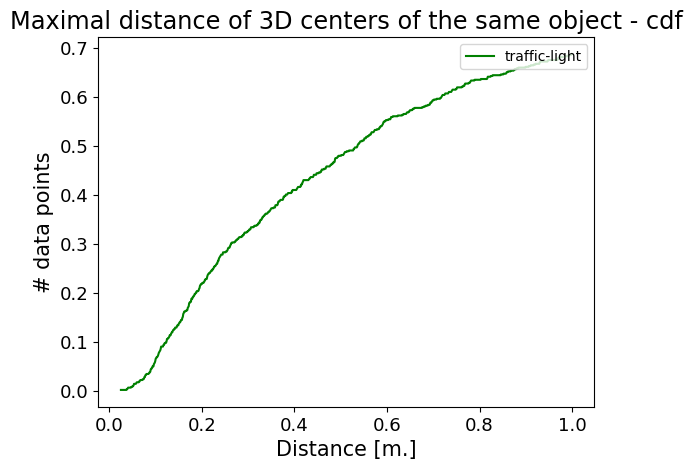 Maximal distance of 3D centers of the same object - cdf
traffic-light
0.7
0.6
0.5
0.4
0.3
0.2
0.1
0.0
# data points
0.0 0.2 0.4 0.6 0.8 1.0
Distance [m.]